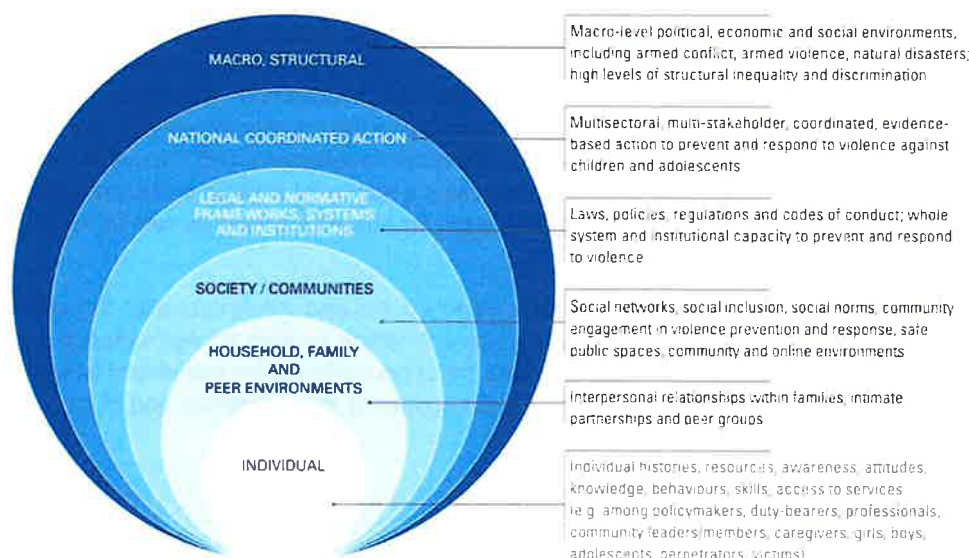 MACRO, STRUCTURAL
Macro-level political, economic and social environments,
including armed conflict, armed violence, natural disasters;
high levels of structural inequality and discrimination
NATIONAL COORDINATED ACTION
Multisectoral, multi-stakeholder, coordinated, evidence-
based action to prevent and respond to violence against
children and adolescents
LEGAL AND NORMATIVE
FRAMEWORKS, SYSTEMS
AND INSTITUTIONS
Laws, policies, regulations and codes of conduct; whole
system and institutional capacity to prevent and respond
to violence
SOCIETY / COMMUNITIES
Social networks, social inclusion, social norms, community
engagement in violence prevention and response, safe
public spaces, community and online environments
HOUSEHOLD, FAMILY
AND
PEER ENVIRONMENTS
Interpersonal relationships within families, intimate
partnerships and peer groups
INDIVIDUAL
Individual histories, resources, awareness, attitudes,
knowledge, behaviours, skills, access to services
(e.g. among policymakers, duty-bearers, professionals,
community leaders/members, caregivers, girls, boys,
adolescents, perpetrators, victims)